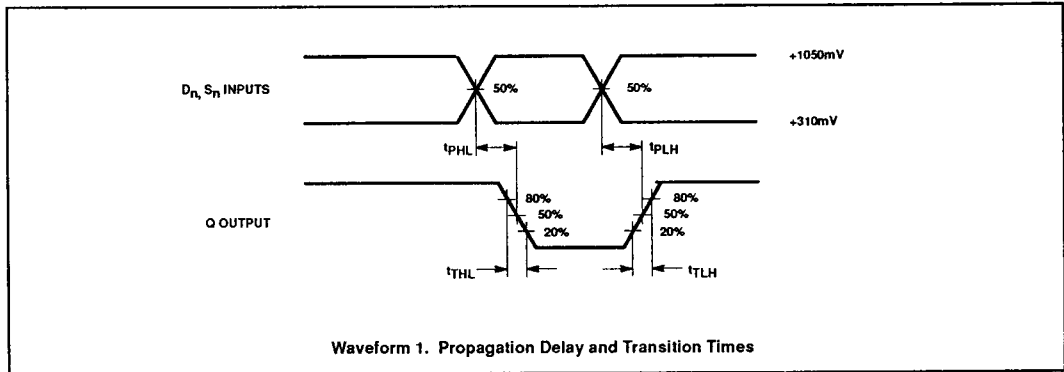 +1050mV
Dn, Sn INPUTS
50%
50%
+310mV
tPHL
tPLH
80%
80%
50%
50%
Q OUTPUT
20%
20%
tTHL
tTLH
Waveform 1. Propagation Delay and Transition Times